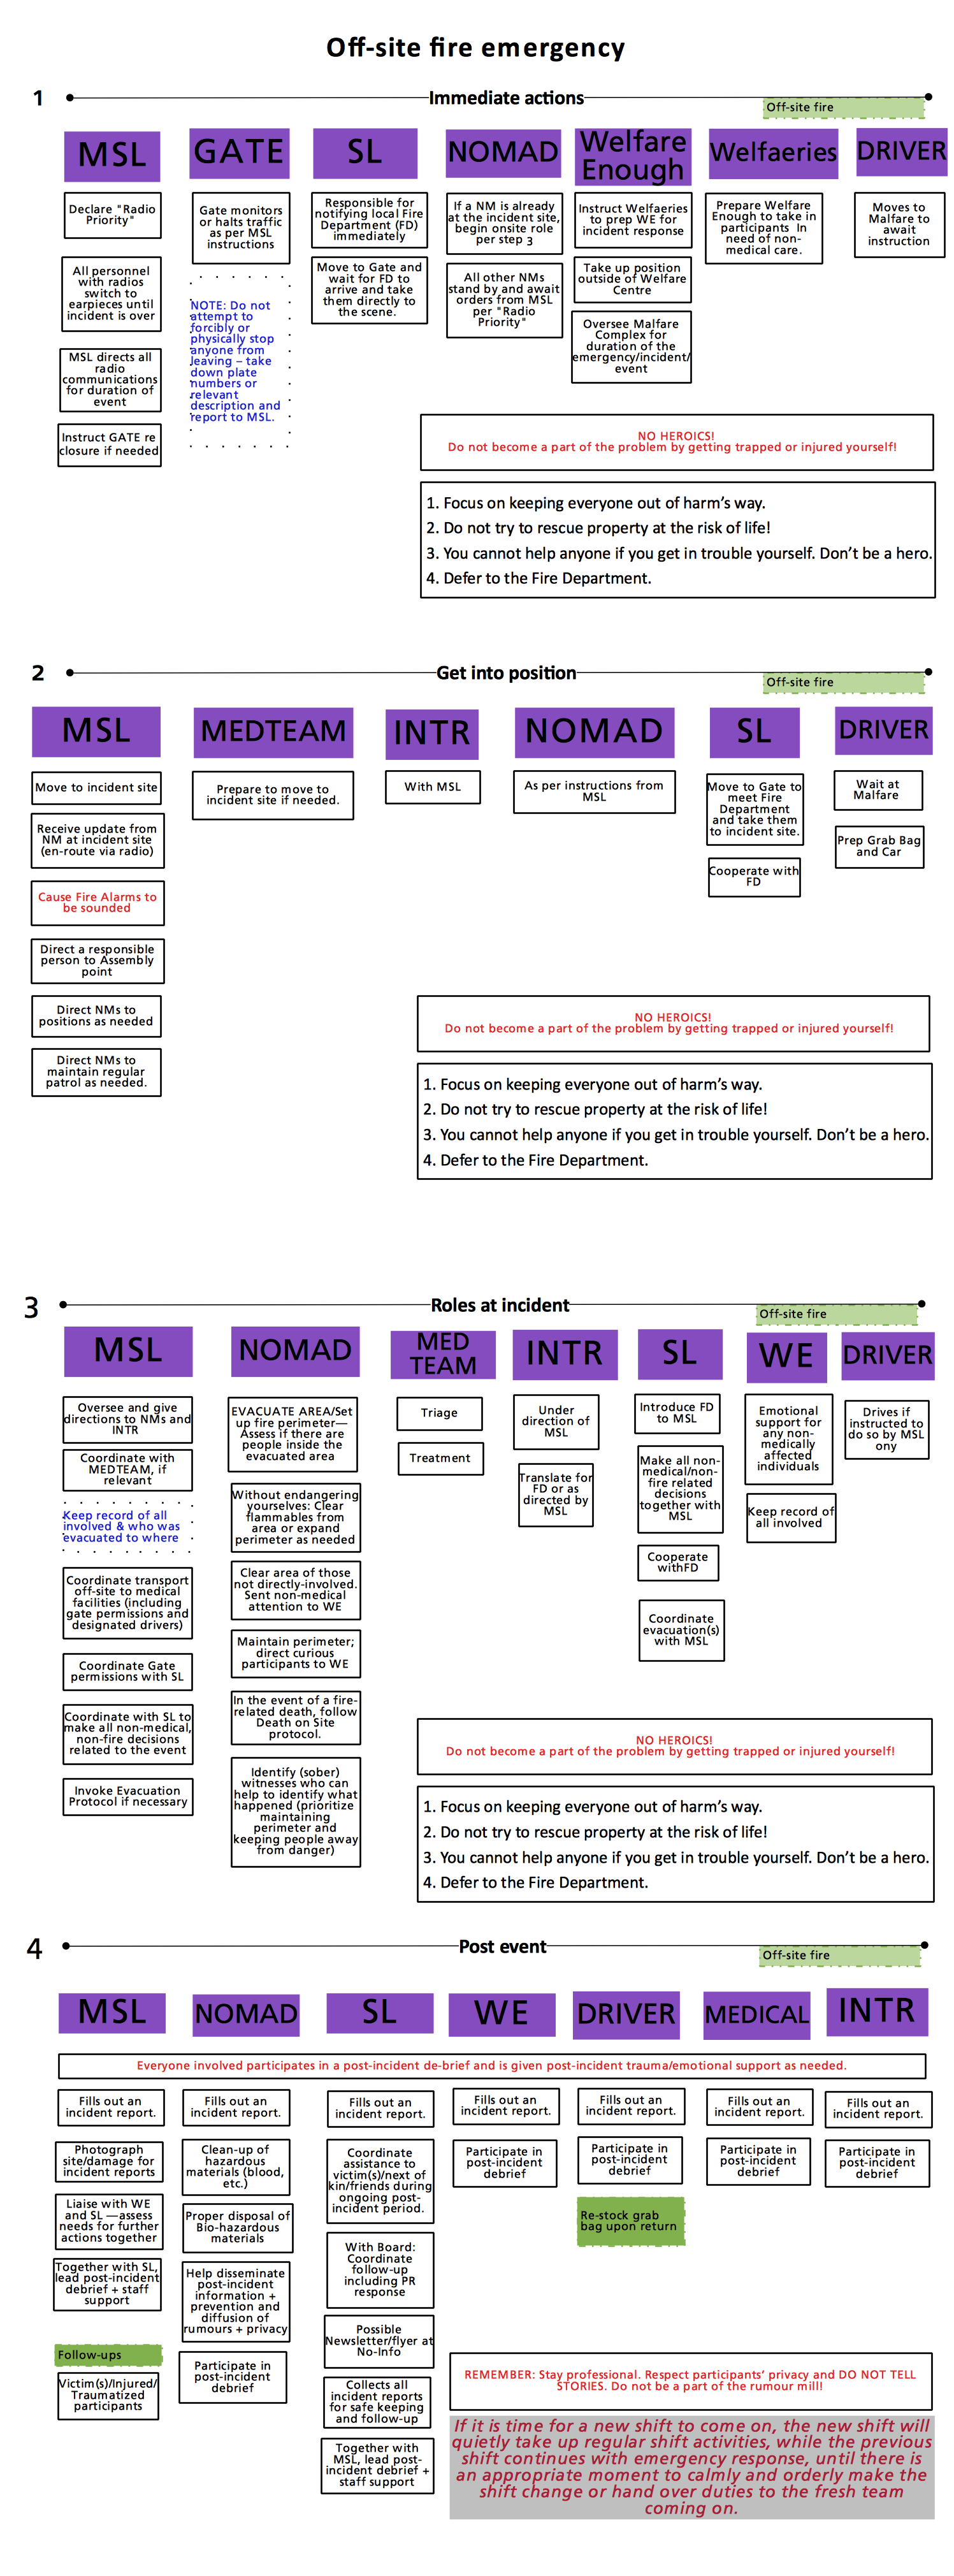 Off-site fire emergency
1
Immediate actions
Off-site fire
MSL
GATE
SL
NOMAD
Welfare
Enough
Welfaeries
DRIVER
Declare "Radio
Priority"
All personnel
with radios
switch to
earpieces until
incident is over
MSL directs all
radio
communications
for duration of
event
Instruct GATE re
closure if needed
Gate monitors
or halts traffic
as per MSL
instructions
NOTE: Do not
attempt to
forcibly or
physically stop
anyone from
leaving – take
down plate
numbers or
relevant
description and
report to MSL.
Responsible for
notifying local Fire
Department (FD)
immediately
Move to Gate and
wait for FD to
arrive and take
them directly to
the scene.
If a NM is already
at the incident site,
begin onsite role
per step 3
All other NMs
stand by and await
orders from MSL
per "Radio
Priority"
Instruct Welfaeries
to prep WE for
incident response
Take up position
outside of Welfare
Centre
Oversee Malfare
Complex for
duration of the
emergency/incident/
event
Prepare Welfare
Enough to take in
participants In
need of non-
medical care.
Moves to
Malfare to
await
instruction
NO HEROICS!
Do not become a part of the problem by getting trapped or injured yourself!
1. Focus on keeping everyone out of harm's way.
2. Do not try to rescue property at the risk of life!
3. You cannot help anyone if you get in trouble yourself. Don't be a hero.
4. Defer to the Fire Department.
2
Get into position
Off-site fire
MSL
MEDTEAM
INTR
NOMAD
SL
DRIVER
Move to incident site
Receive update from
NM at incident site
(en-route via radio)
Cause Fire Alarms to
be sounded
Direct a responsible
person to Assembly
point
Direct NMs to
positions as needed
Direct NMs to
maintain regular
patrol as needed.
Prepare to move to
incident site if needed.
With MSL
As per instructions from
MSL
Move to Gate to
meet Fire
Department
and take them
to incident site.
Cooperate with
FD
Wait at
Malfare
Prep Grab Bag
and Car
NO HEROICS!
Do not become a part of the problem by getting trapped or injured yourself!
1. Focus on keeping everyone out of harm's way.
2. Do not try to rescue property at the risk of life!
3. You cannot help anyone if you get in trouble yourself. Don't be a hero.
4. Defer to the Fire Department.
3
Roles at incident
Off-site fire
MSL
NOMAD
MED
TEAM
INTR
SL
WE
DRIVER
Oversee and give
directions to NMs and
INTR
Coordinate with
MEDTEAM, if
relevant
Keep record of all
involved & who was
evacuated to where
Coordinate transport
off-site to medical
facilities (including
gate permissions and
designated drivers)
Coordinate Gate
permissions with SL
Coordinate with SL to
make all non-medical,
non-fire decisions
related to the event
Invoke Evacuation
Protocol if necessary
EVACUATE AREA/Set
up fire perimeter—
Assess if there are
people inside the
evacuated area
Without endangering
yourselves: Clear
flammables from
area or expand
perimeter as needed
Clear area of those
not directly-involved.
Sent non-medical
attention to WE
Maintain perimeter;
direct curious
participants to WE
In the event of a fire-
related death, follow
Death on Site
protocol.
Identify (sober)
witnesses who can
help to identify what
happened (prioritize
maintaining
perimeter and
keeping people away
from danger)
Triage
Treatment
Under
direction of
MSL
Translate for
FD or as
directed by
MSL
Introduce FD
to MSL
Make all non-
medical/non-
fire related
decisions
together with
MSL
Cooperate
withFD
Coordinate
evacuation(s)
with MSL
Emotional
support for
any non-
medically
affected
individuals
Keep record of
all involved
Drives if
instructed to
do so by MSL
ony
NO HEROICS!
Do not become a part of the problem by getting trapped or injured yourself!
1. Focus on keeping everyone out of harm's way.
2. Do not try to rescue property at the risk of life!
3. You cannot help anyone if you get in trouble yourself. Don't be a hero.
4. Defer to the Fire Department.
4
Post event
Off-site fire
MSL
NOMAD
SL
WE
DRIVER
MEDICAL
INTR
Everyone involved participates in a post-incident de-brief and is given post-incident trauma/emotional support as needed.
Fills out an
incident report.
Photograph
site/damage for
incident reports
Liaise with WE
and SL —assess
needs for further
actions together
Together with SL,
lead post-incident
debrief + staff
support
Follow-ups
Victim(s)/Injured/
Traumatized
participants
Fills out an
incident report.
Clean-up of
hazardous
materials (blood,
etc.)
Proper disposal of
Bio-hazardous
materials
Help disseminate
post-incident
information +
prevention and
diffusion of
rumours + privacy
Participate in
post-incident
debrief
Fills out an
incident report.
Coordinate
assistance to
victim(s)/next of
kin/friends during
ongoing post-
incident period.
With Board:
Coordinate
follow-up
including PR
response
Possible
Newsletter/flyer at
No-Info
Collects all
incident reports
for safe keeping
and follow-up
Together with
MSL, lead post-
incident debrief +
staff support
Fills out an
incident report.
Participate in
post-incident
debrief
Fills out an
incident report.
Participate in
post-incident
debrief
Re-stock grab
bag upon return
Fills out an
incident report.
Participate in
post-incident
debrief
Fills out an
incident report.
Participate in
post-incident
debrief
REMEMBER: Stay professional. Respect participants' privacy and DO NOT TELL
STORIES. Do not be a part of the rumour mill!
If it is time for a new shift to come on, the new shift will
quietly take up regular shift activities, while the previous
shift continues with emergency response, until there is
an appropriate moment to calmly and orderly make the
shift change or hand over duties to the fresh team
coming on.